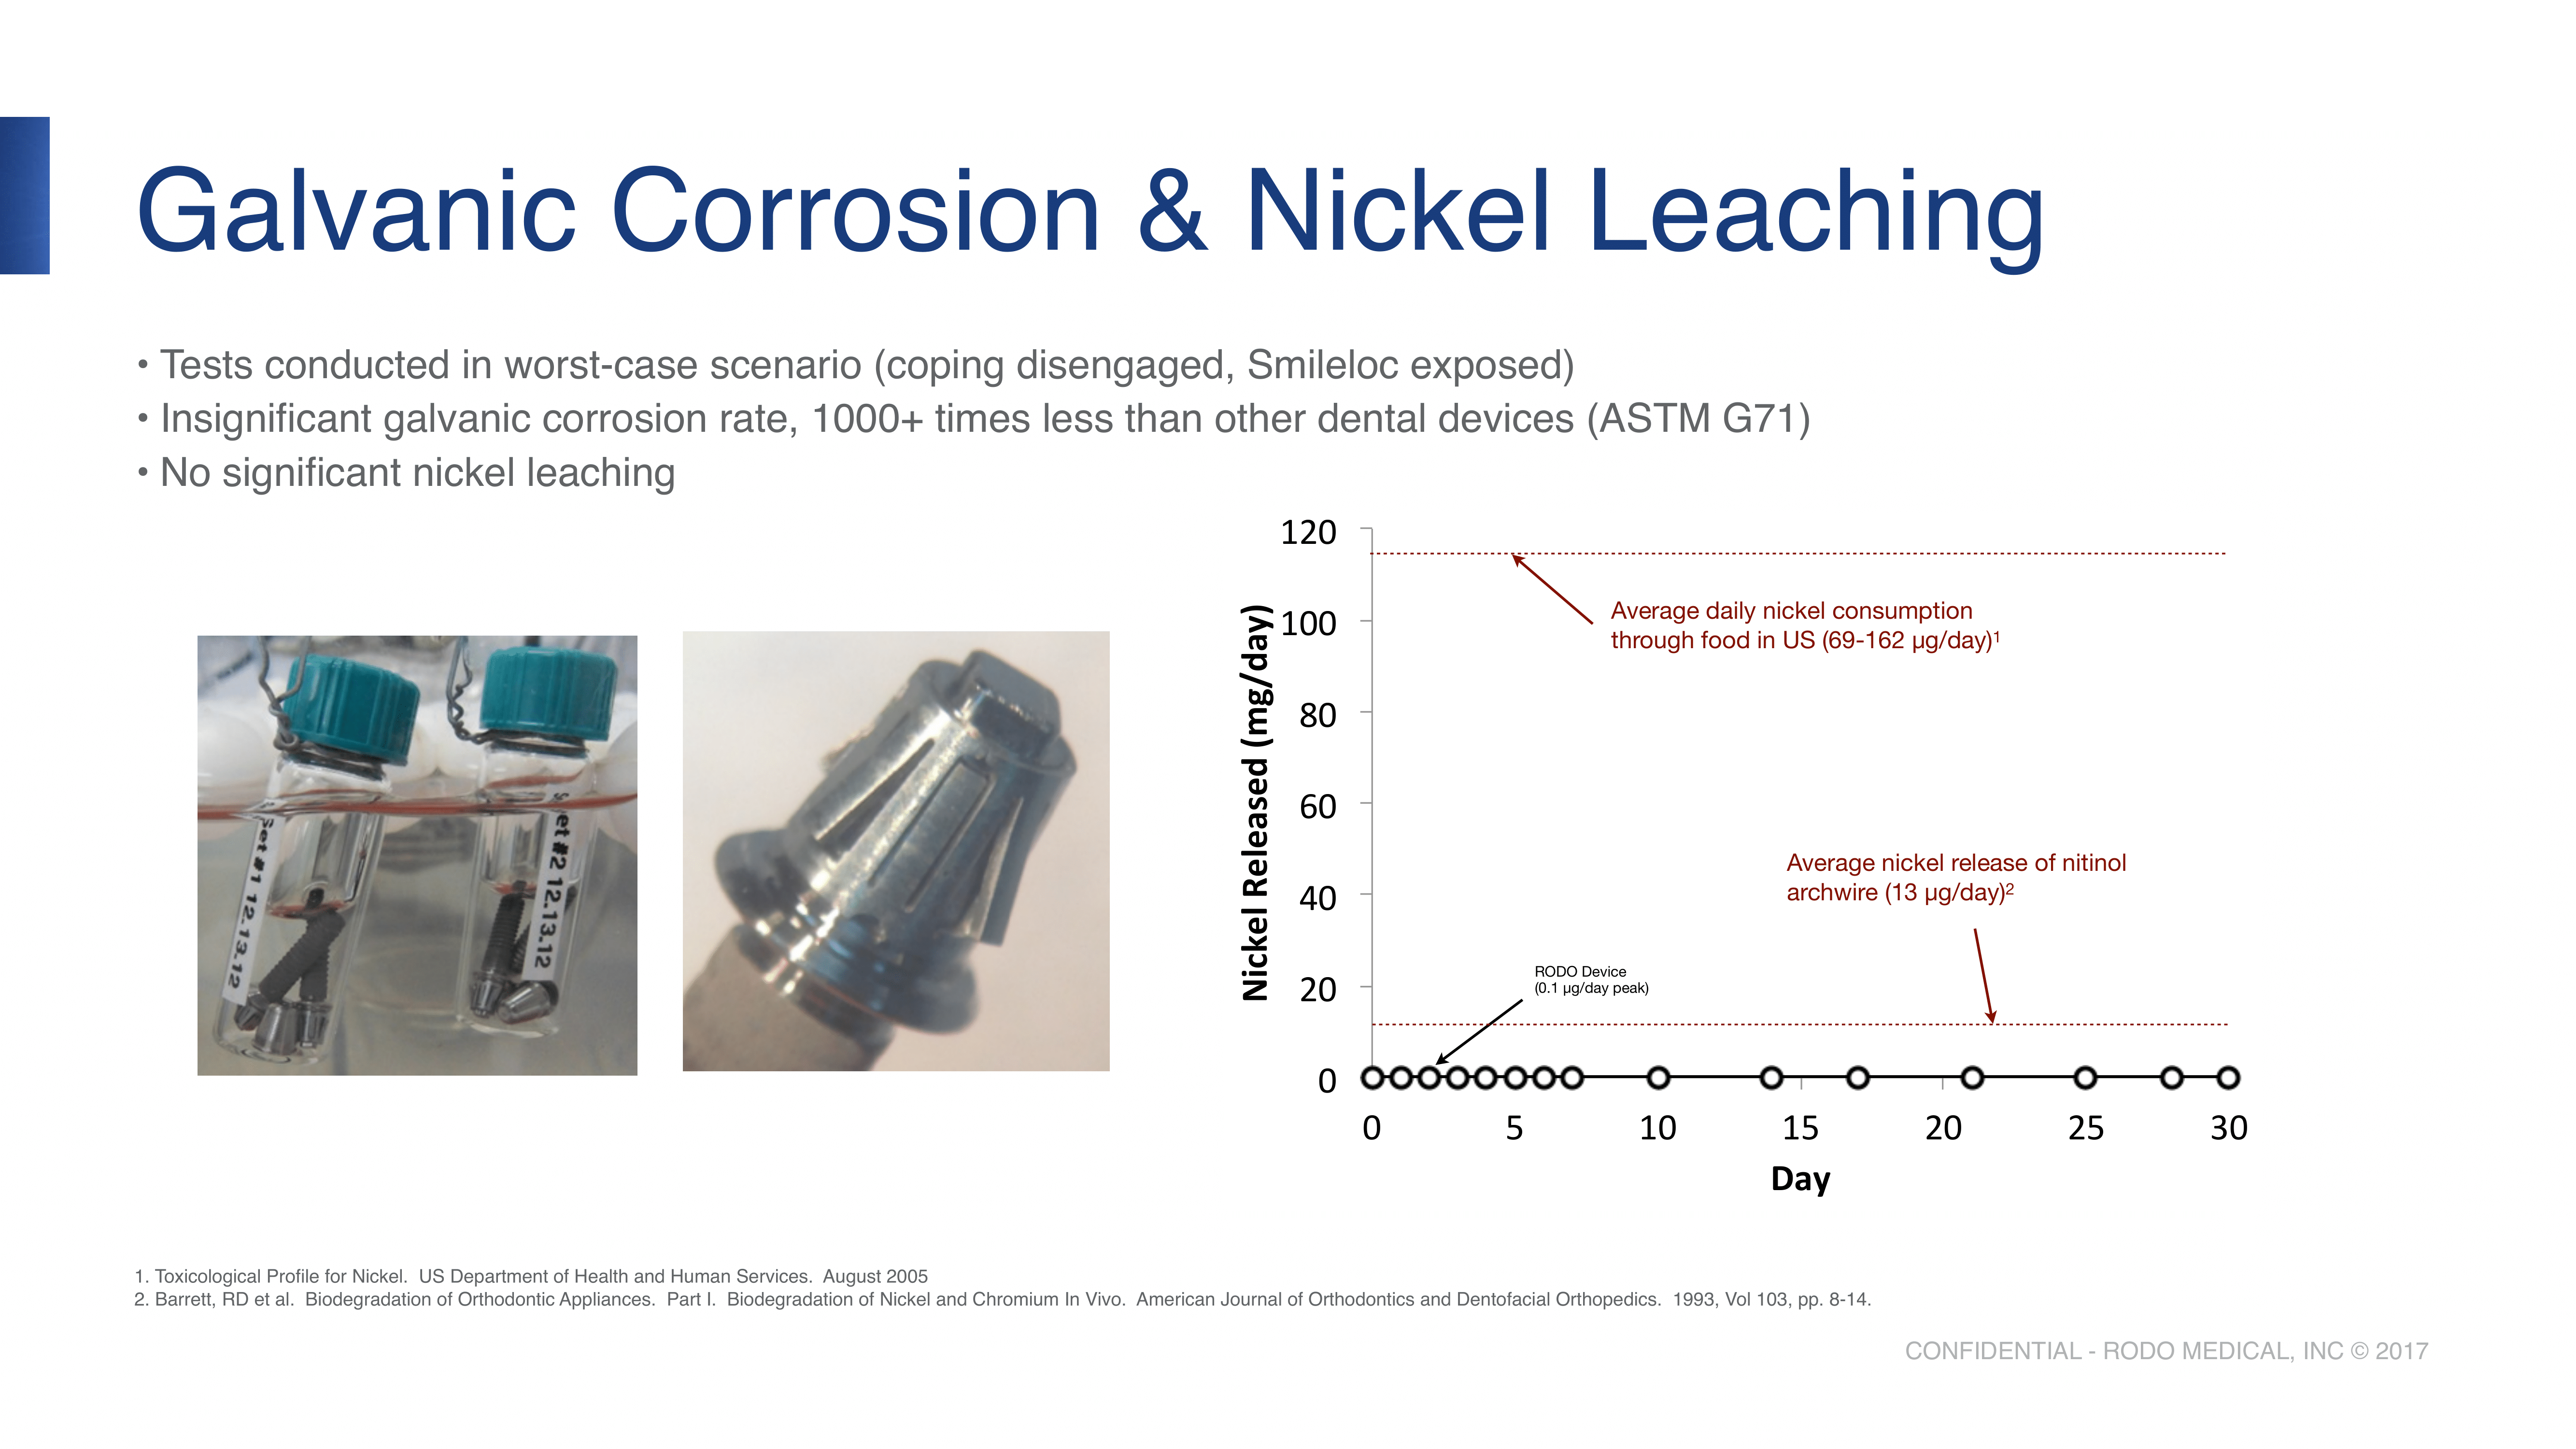 Galvanic Corrosion & Nickel Leaching
• Tests conducted in worst-case scenario (coping disengaged, Smileloc exposed)
• Insignificant galvanic corrosion rate, 1000+ times less than other dental devices (ASTM G71)
• No significant nickel leaching
Set #1 12.13.12
Set #2 12.13.12
Nickel Released (mg/day)
120
100
80
60
40
20
0
Average daily nickel consumption
through food in US (69-162 µg/day)1
Average nickel release of nitinol
archwire (13 µg/day)2
RODO Device
(0.1 µg/day peak)
0 5 10 15 20 25 30
Day
1. Toxicological Profile for Nickel.  US Department of Health and Human Services.  August 2005
2. Barrett, RD et al.  Biodegradation of Orthodontic Appliances.  Part I.  Biodegradation of Nickel and Chromium In Vivo.  American Journal of Orthodontics and Dentofacial Orthopedics.  1993, Vol 103, pp. 8-14.
CONFIDENTIAL - RODO MEDICAL, INC © 2017